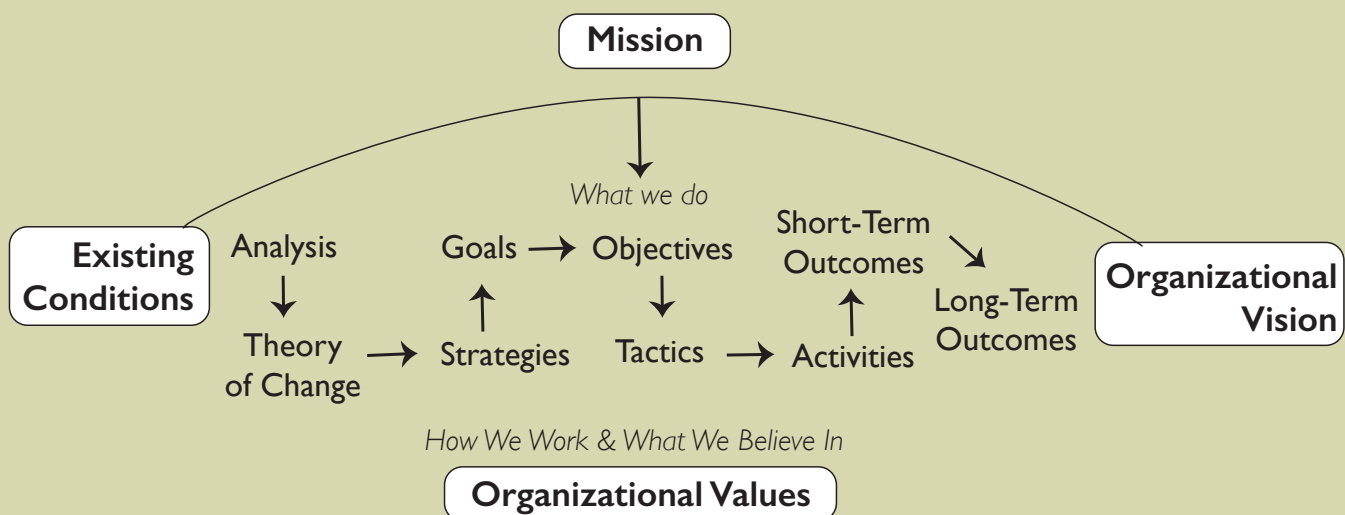 Mission
What we do
Existing
Conditions
Analysis
Theory
of Change
Strategies
Goals
Objectives
Tactics
Activities
Short-Term
Outcomes
Long-Term
Outcomes
Organizational
Vision
How We Work & What We Believe In
Organizational Values